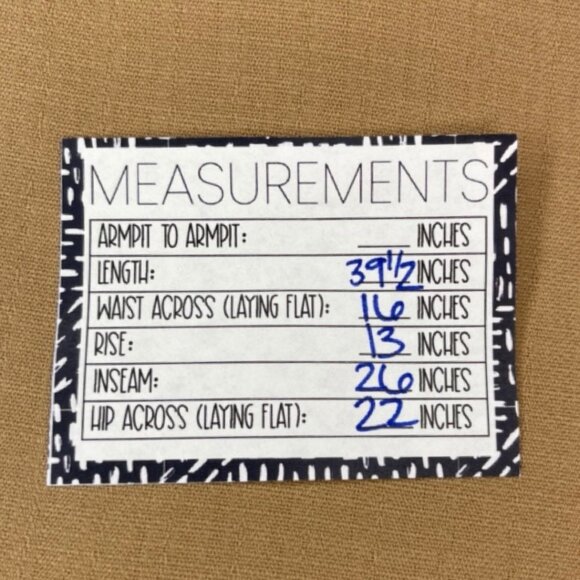 MEASUREMENTS
ARMPIT TO ARMPIT: ____ INCHES
LENGTH: 39 1/2 INCHES
WAIST ACROSS (LAYING FLAT): 16 INCHES
RISE: 13 INCHES
INSEAM: 26 INCHES
HIP ACROSS (LAYING FLAT): 22 INCHES